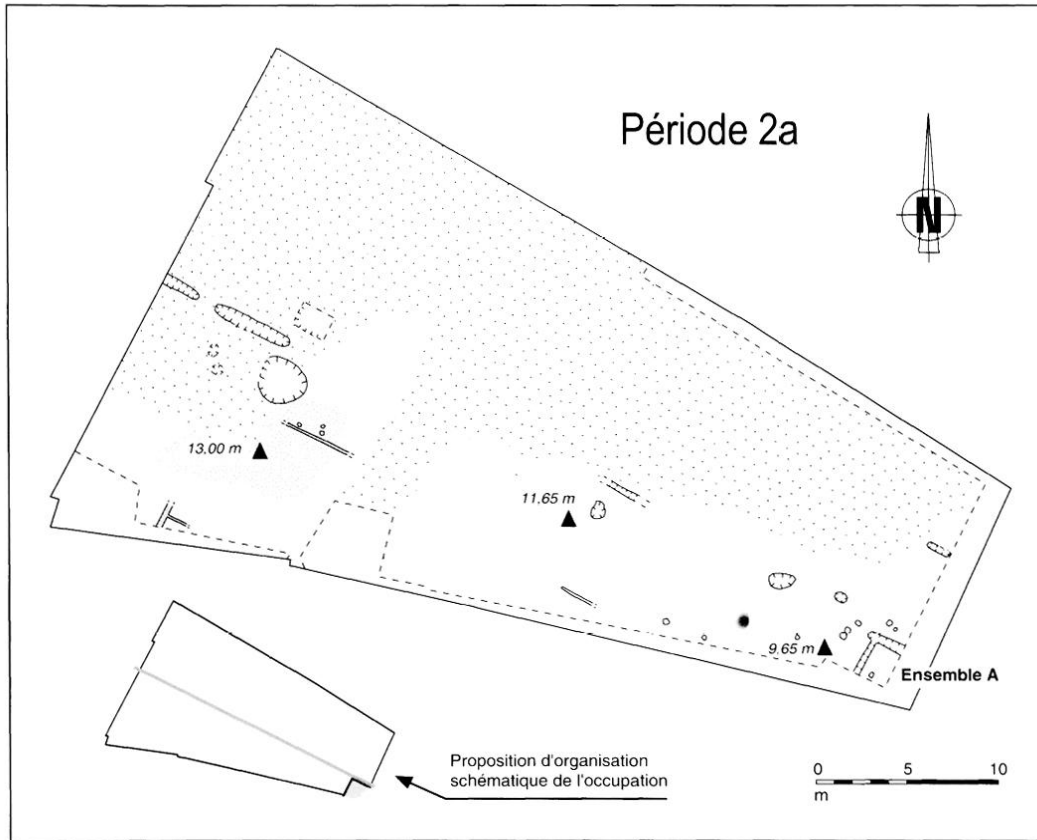 Période 2a
N
13.00 m
11.65 m
9.65 m
Ensemble A
Proposition d'organisation
schématique de l'occupation
0 5 10
m